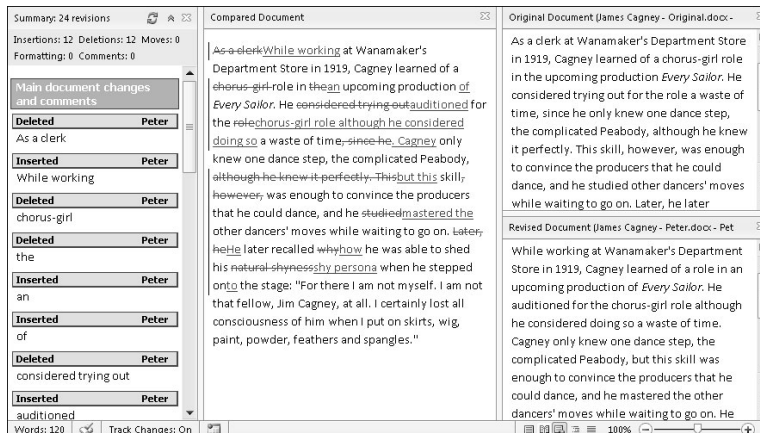 Summary: 24 revisions
Insertions: 12 Deletions: 12 Moves: 0
Formatting: 0 Comments: 0
Main document changes
and comments
Deleted Peter
As a clerk
Inserted Peter
While working
Deleted Peter
chorus-girl
Deleted Peter
the
Inserted Peter
an
Inserted Peter
of
Deleted Peter
considered trying out
Inserted Peter
auditioned
Compared Document
As a clerkWhile working at Wanamaker's
Department Store in 1919, Cagney learned of a
chorus-girl role in thean upcoming production of
Every Sailor. He considered trying outauditioned for
the rolechorus-girl role although he considered
doing so a waste of time, since he. Cagney only
knew one dance step, the complicated Peabody,
although he knew it perfectly. Thisbut this skill,
however, was enough to convince the producers
that he could dance, and he studiedmastered the
other dancers' moves while waiting to go on. Later,
heHe later recalled whyhow he was able to shed
his natural shynessshy persona when he stepped
onto the stage: "For there I am not myself. I am not
that fellow, Jim Cagney, at all. I certainly lost all
consciousness of him when I put on skirts, wig,
paint, powder, feathers and spangles."
Original Document (James Cagney - Original.docx -
As a clerk at Wanamaker's Department Store
in 1919, Cagney learned of a chorus-girl role
in the upcoming production Every Sailor. He
considered trying out for the role a waste of
time, since he only knew one dance step,
the complicated Peabody, although he knew
it perfectly. This skill, however, was enough
to convince the producers that he could
dance, and he studied other dancers' moves
while waiting to go on. Later, he later
Revised Document (James Cagney - Peter.docx - Pet
While working at Wanamaker's Department
Store in 1919, Cagney learned of a role in an
upcoming production of Every Sailor. He
auditioned for the chorus-girl role although
he considered doing so a waste of time.
Cagney only knew one dance step, the
complicated Peabody, but this skill was
enough to convince the producers that he
could dance, and he mastered the other
dancers' moves while waiting to go on. He
Words: 120 Track Changes: On 100%